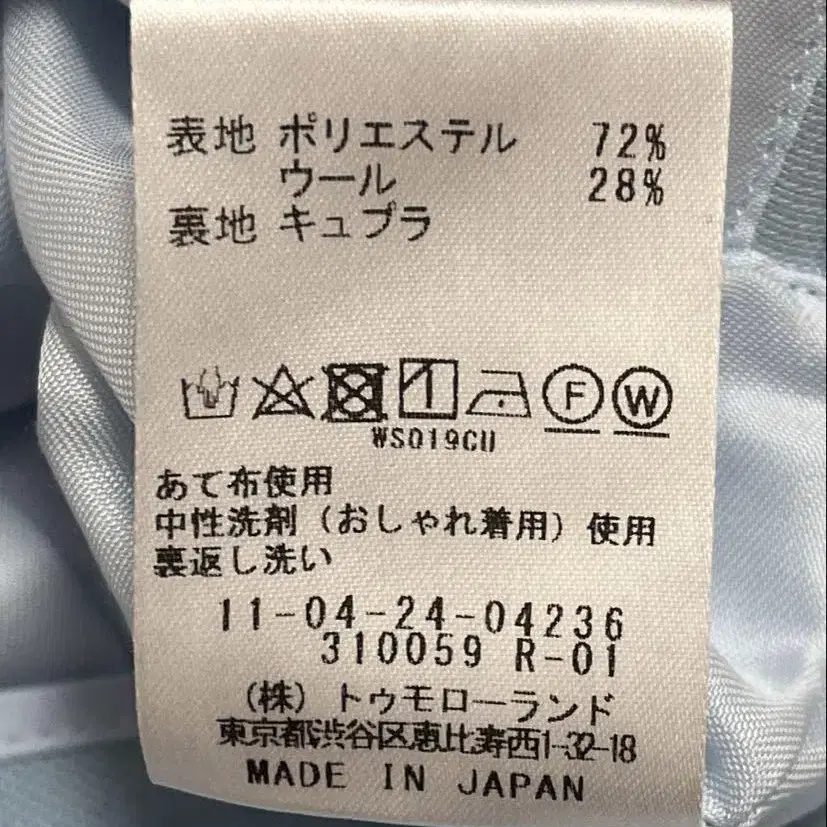 表地 ポリエステル 72%
ウール 28%
裏地 キュプラ
F W
WS019CU
あて布使用
中性洗剤（おしゃれ着用）使用
裏返し洗い
11-04-24-04236
310059 R-01
（株）トゥモローランド
東京都渋谷区恵比寿西1-32-18
MADE IN JAPAN